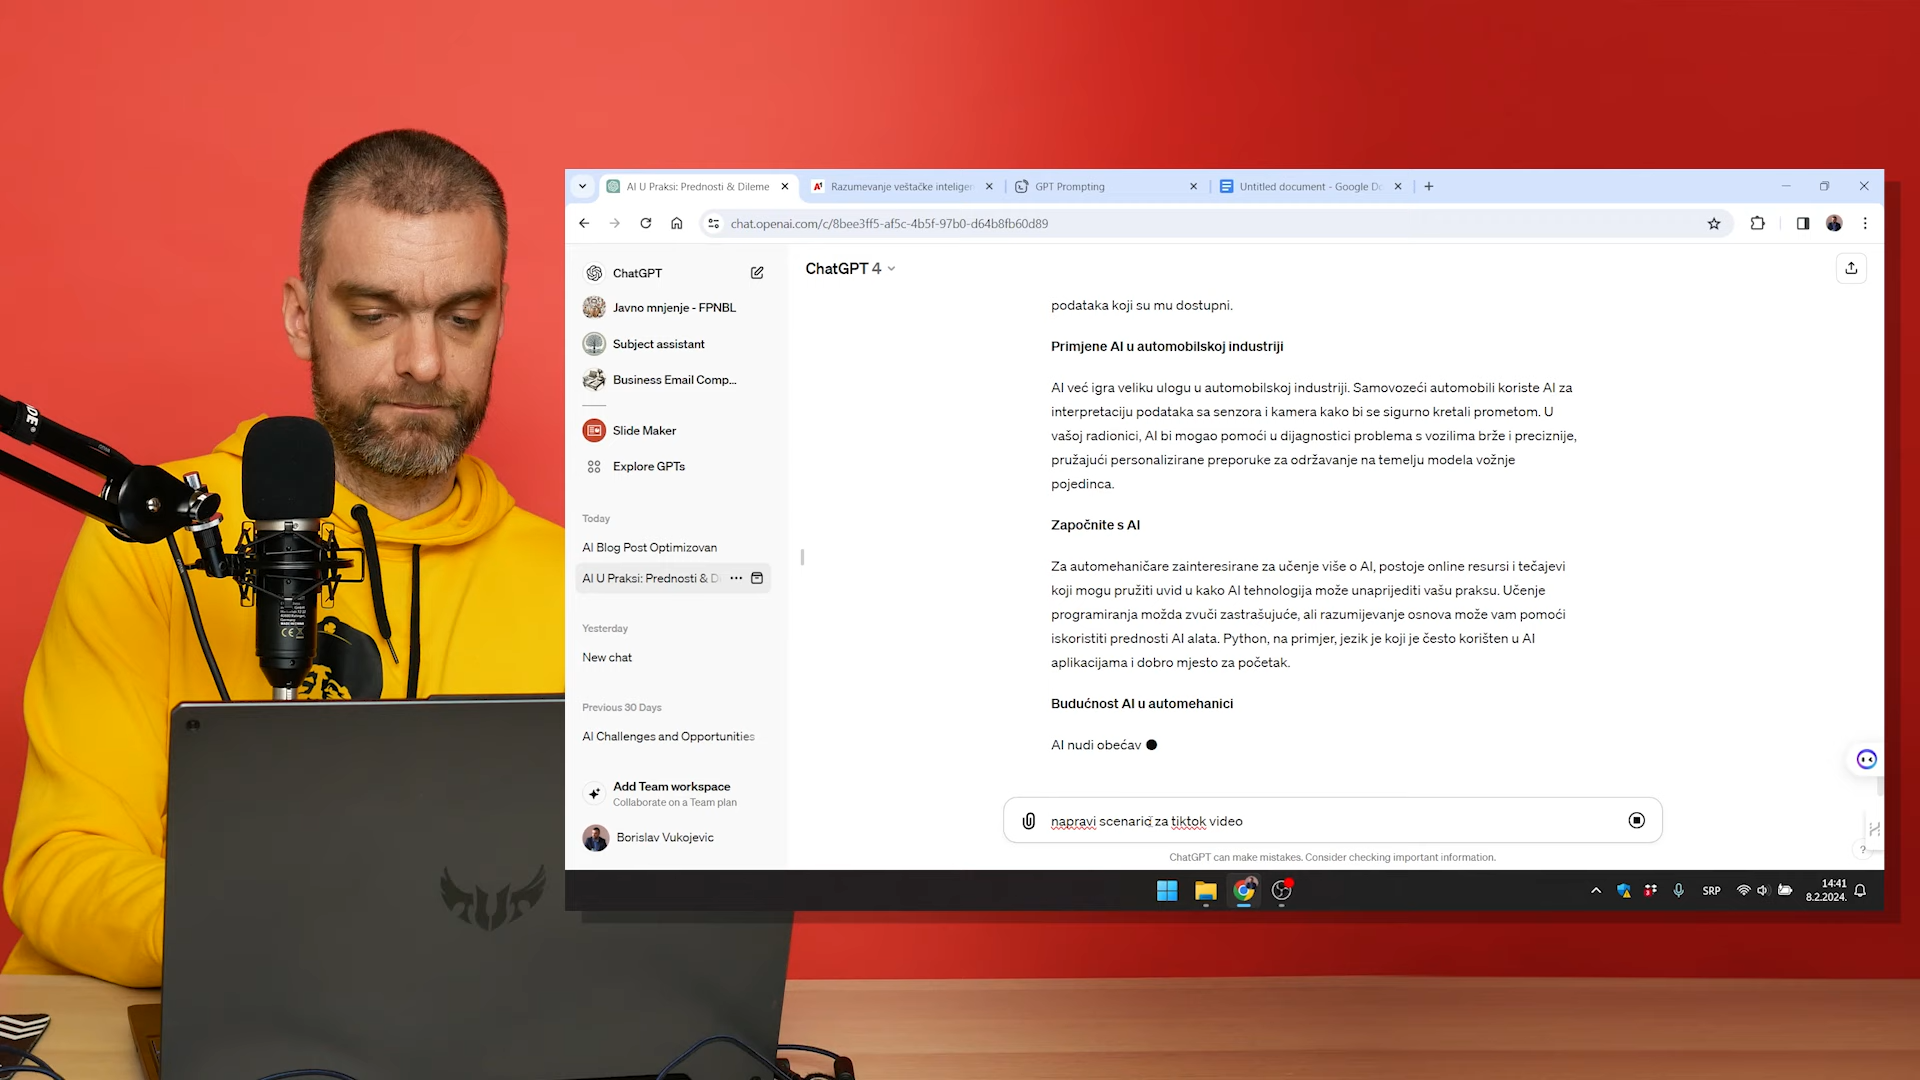 AI U Praksi: Prednosti & Dileme
Razumevanje veštačke inteligen
GPT Prompting
Untitled document - Google Do
chat.openai.com/c/8bee3ff5-af5c-4b5f-97b0-d64b8fb60d89
ChatGPT
ChatGPT 4
Javno mnjenje - FPNBL
Subject assistant
Business Email Comp...
Slide Maker
Explore GPTs
Today
AI Blog Post Optimizovan
AI U Praksi: Prednosti & D
Yesterday
New chat
Previous 30 Days
AI Challenges and Opportunities
Add Team workspace
Collaborate on a Team plan
Borislav Vukojevic
podataka koji su mu dostupni.
Primjene AI u automobilskoj industriji
AI već igra veliku ulogu u automobilskoj industriji. Samovozeći automobili koriste AI za
interpretaciju podataka sa senzora i kamera kako bi se sigurno kretali prometom. U
vašoj radionici, AI bi mogao pomoći u dijagnostici problema s vozilima brže i preciznije,
pružajući personalizirane preporuke za održavanje na temelju modela vožnje
pojedinca.
Započnite s AI
Za automehaničare zainteresirane za učenje više o AI, postoje online resursi i tečajevi
koji mogu pružiti uvid u kako AI tehnologija može unaprijediti vašu praksu. Učenje
programiranja možda zvuči zastrašujuće, ali razumijevanje osnova može vam pomoći
iskoristiti prednosti AI alata. Python, na primjer, jezik je koji je često korišten u AI
aplikacijama i dobro mjesto za početak.
Budućnost AI u automehanici
AI nudi obećav
napravi scenario za tiktok video
ChatGPT can make mistakes. Consider checking important information.
?
SRP
14:41
8.2.2024.